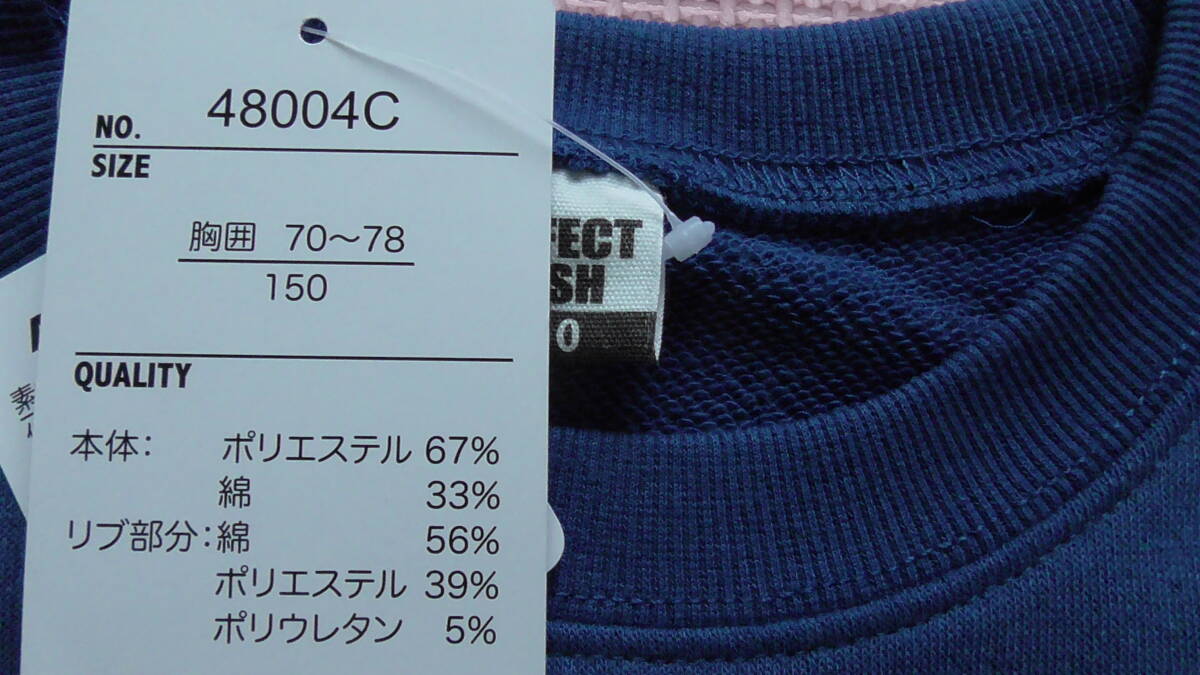 NO. 48004C
SIZE
胸囲 70～78
150
QUALITY
本体： ポリエステル 67%
綿 33%
リブ部分：綿 56%
ポリエステル 39%
ポリウレタン 5%
FECT
SH
0
素